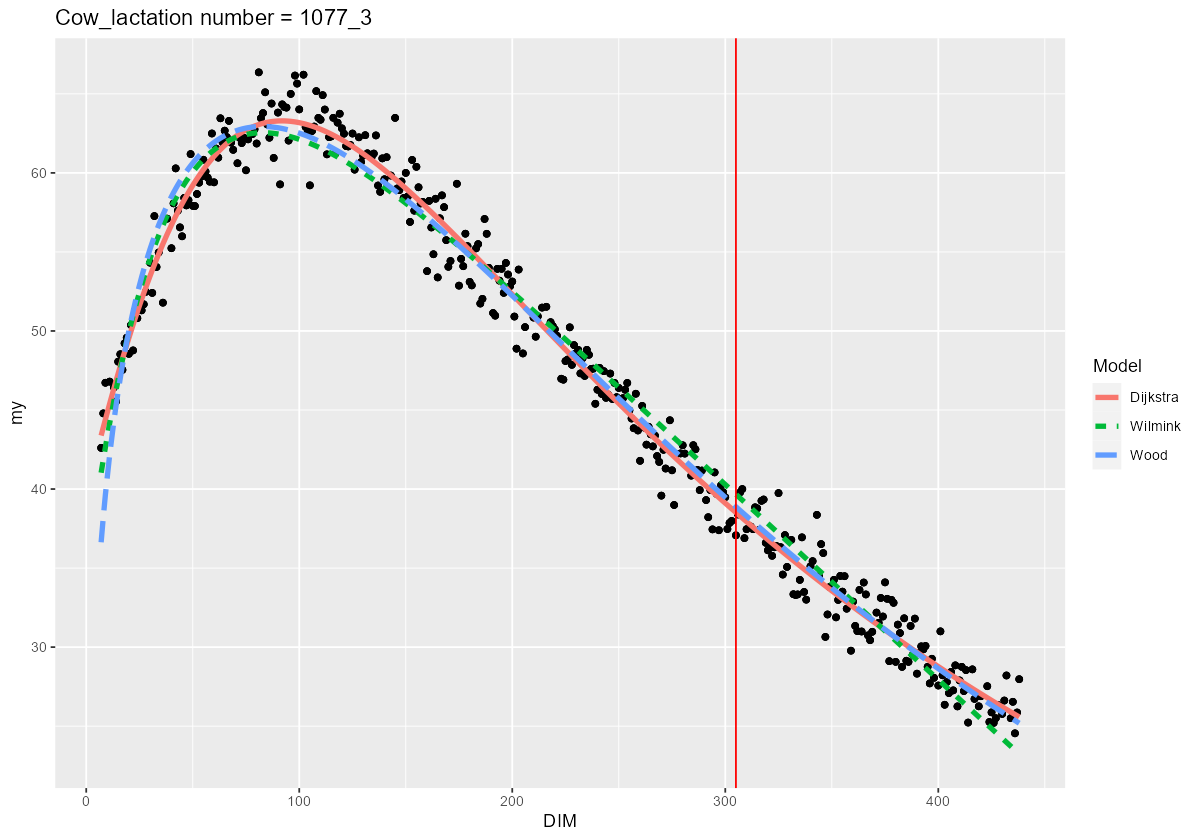 Cow_lactation number = 1077_3
my
60
50
40
30
0 100 200 300 400
DIM
Model
Dijkstra
Wilmink
Wood